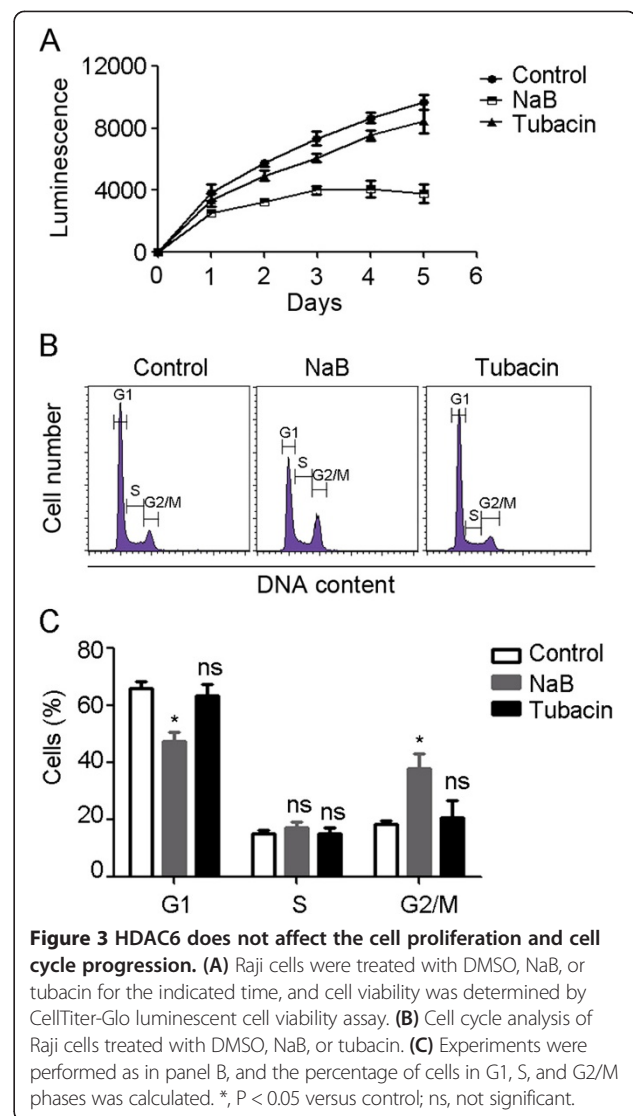 A
12000
8000
4000
0
Luminescence
0 1 2 3 4 5 6
Days
Control
NaB
Tubacin
B
Control NaB Tubacin
G1 S G2/M
G1 S G2/M
G1 S G2/M
Cell number
DNA content
C
80
60
40
20
0
Cells (%)
* ns
ns ns
* ns
G1 S G2/M
Control
NaB
Tubacin
Figure 3 HDAC6 does not affect the cell proliferation and cell
cycle progression. (A) Raji cells were treated with DMSO, NaB, or
tubacin for the indicated time, and cell viability was determined by
CellTiter-Glo luminescent cell viability assay. (B) Cell cycle analysis of
Raji cells treated with DMSO, NaB, or tubacin. (C) Experiments were
performed as in panel B, and the percentage of cells in G1, S, and G2/M
phases was calculated. *, P < 0.05 versus control; ns, not significant.